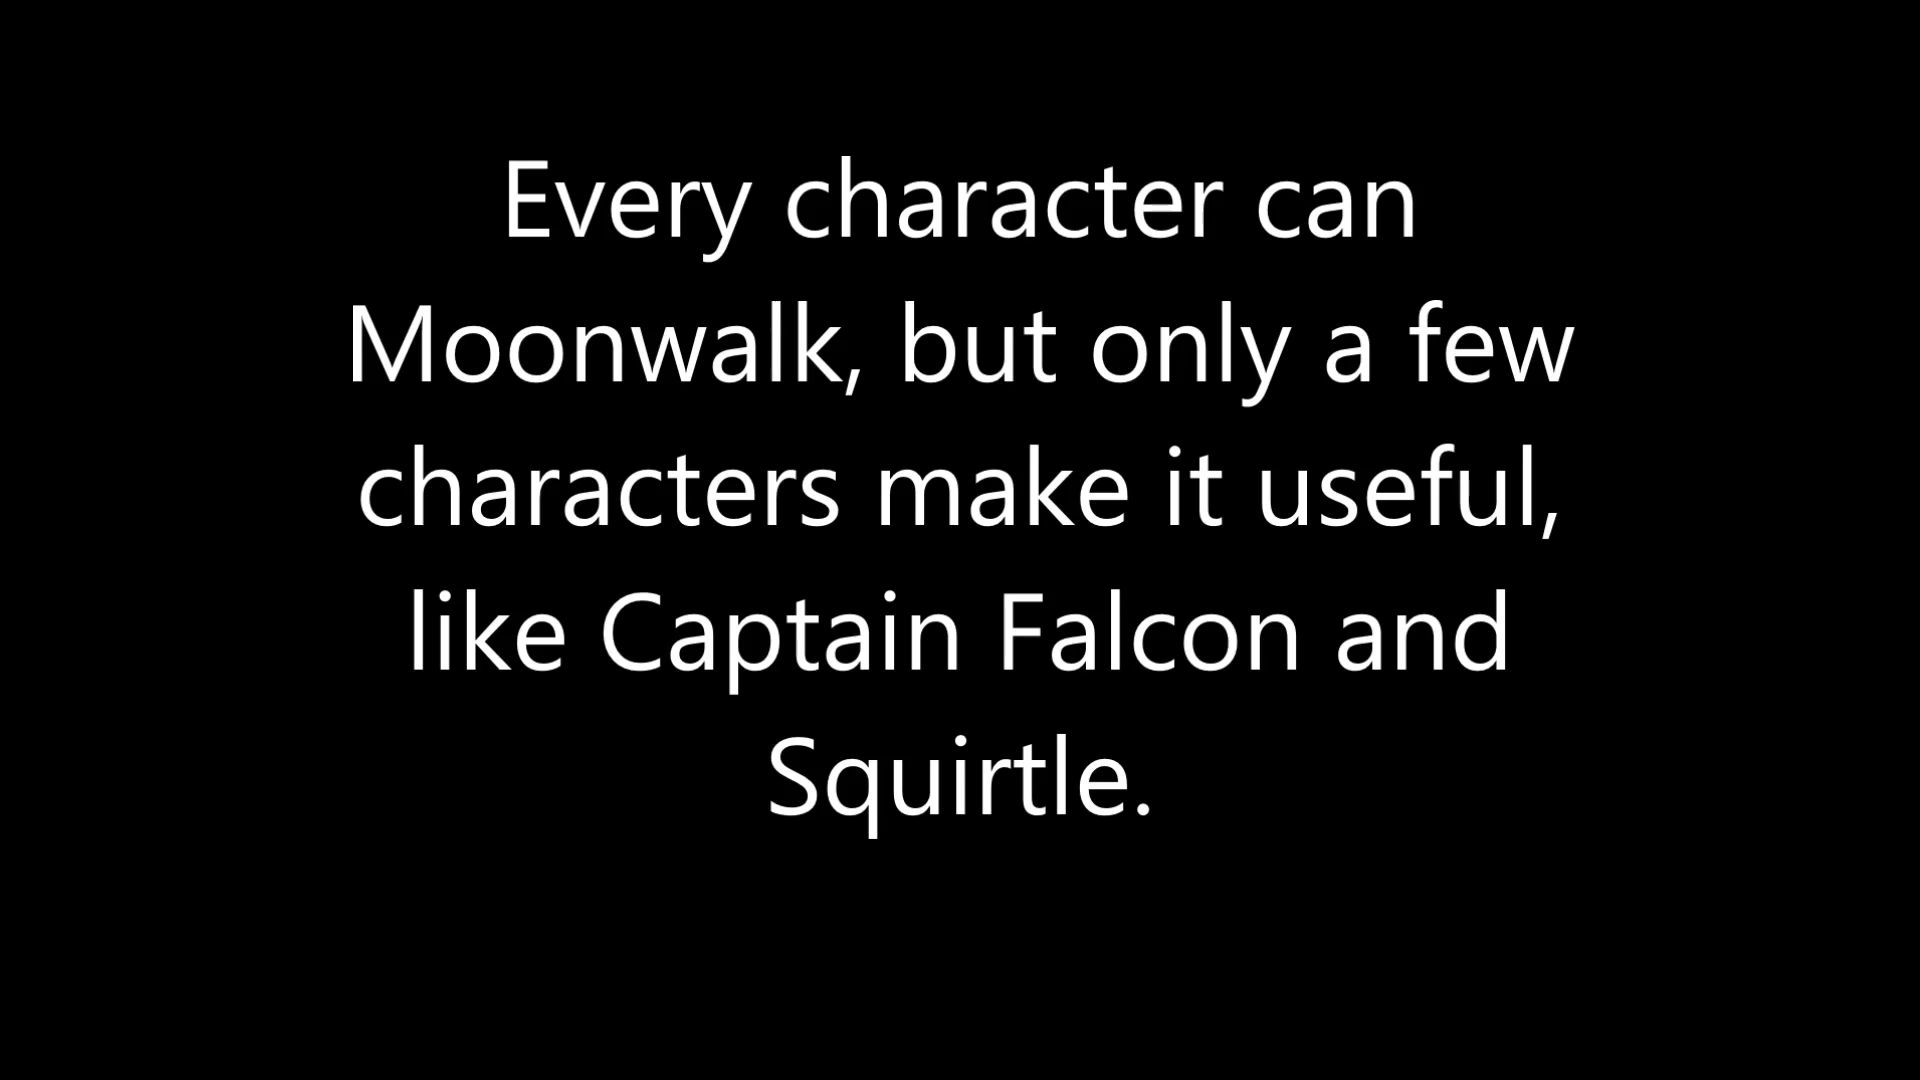 Every character can
Moonwalk, but only a few
characters make it useful,
like Captain Falcon and
Squirtle.